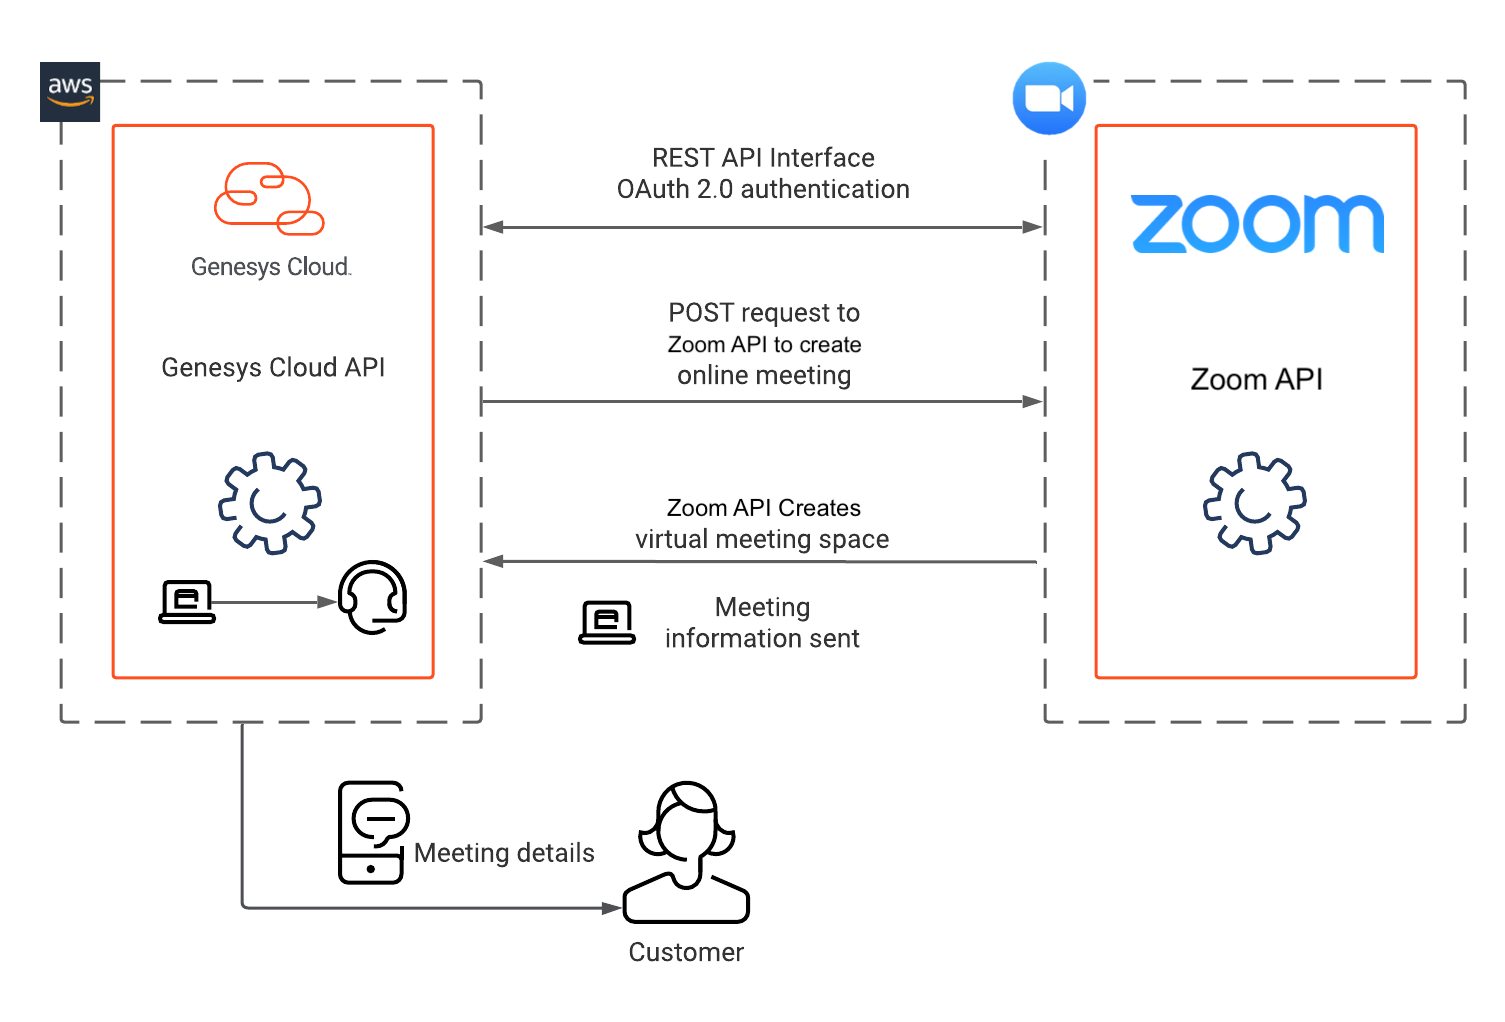 aws
Genesys Cloud™
Genesys Cloud API
REST API Interface
OAuth 2.0 authentication
POST request to
Zoom API to create
online meeting
Zoom API Creates
virtual meeting space
Meeting
information sent
zoom
Zoom API
Meeting details
Customer